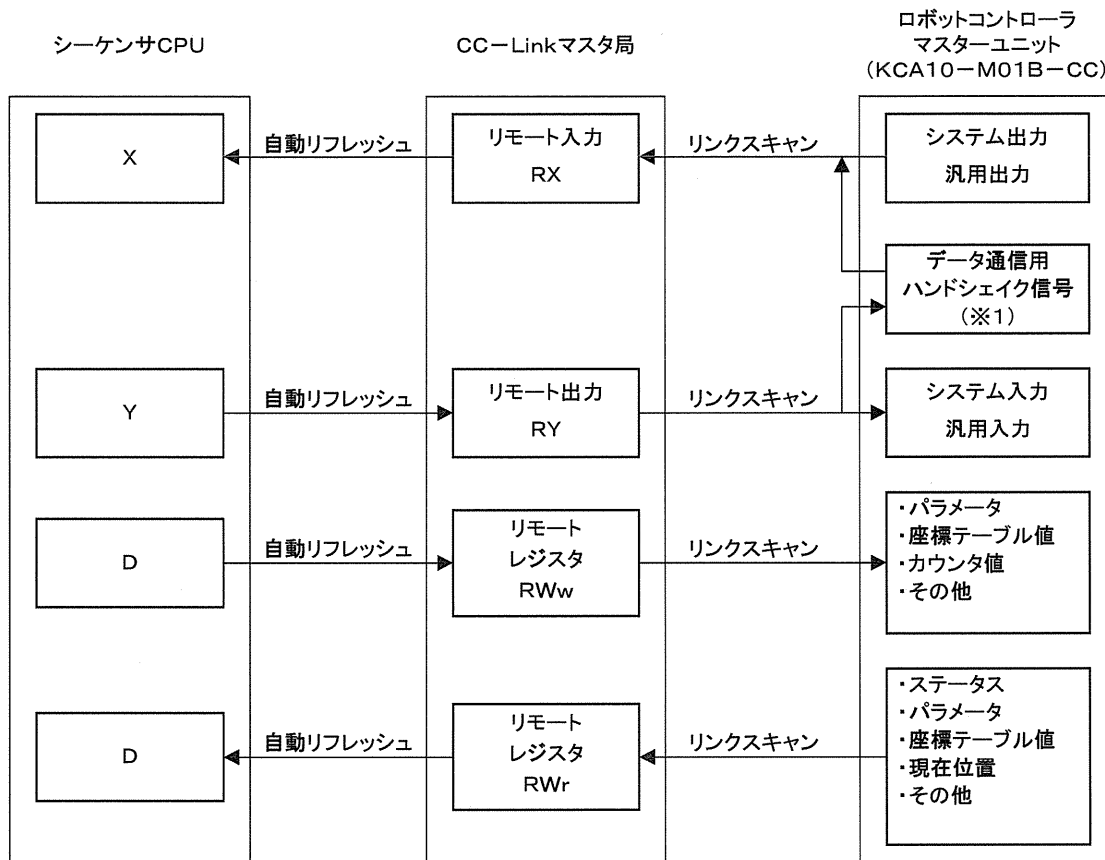 シーケンサCPU
CC－Linkマスタ局
ロボットコントローラ
マスターユニット
(KCA10－M01B－CC)
X
自動リフレッシュ
リモート入力
RX
リンクスキャン
システム出力
汎用出力
データ通信用
ハンドシェイク信号
(※1)
Y
自動リフレッシュ
リモート出力
RY
リンクスキャン
システム入力
汎用入力
D
自動リフレッシュ
リモート
レジスタ
RWw
リンクスキャン
・パラメータ
・座標テーブル値
・カウンタ値
・その他
D
自動リフレッシュ
リモート
レジスタ
RWr
リンクスキャン
・ステータス
・パラメータ
・座標テーブル値
・現在位置
・その他